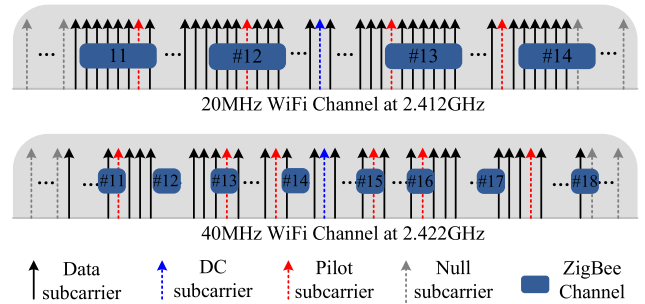 11 #12 #13 #14
20MHz WiFi Channel at 2.412GHz
#11 #12 #13 #14 #15 #16 #17 #18
40MHz WiFi Channel at 2.422GHz
Data subcarrier
DC subcarrier
Pilot subcarrier
Null subcarrier
ZigBee Channel